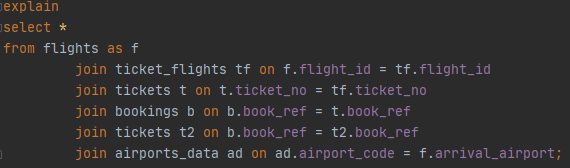 explain
select *
from flights as f
join ticket_flights tf on f.flight_id = tf.flight_id
join tickets t on t.ticket_no = tf.ticket_no
join bookings b on b.book_ref = t.book_ref
join tickets t2 on b.book_ref = t2.book_ref
join airports_data ad on ad.airport_code = f.arrival_airport;